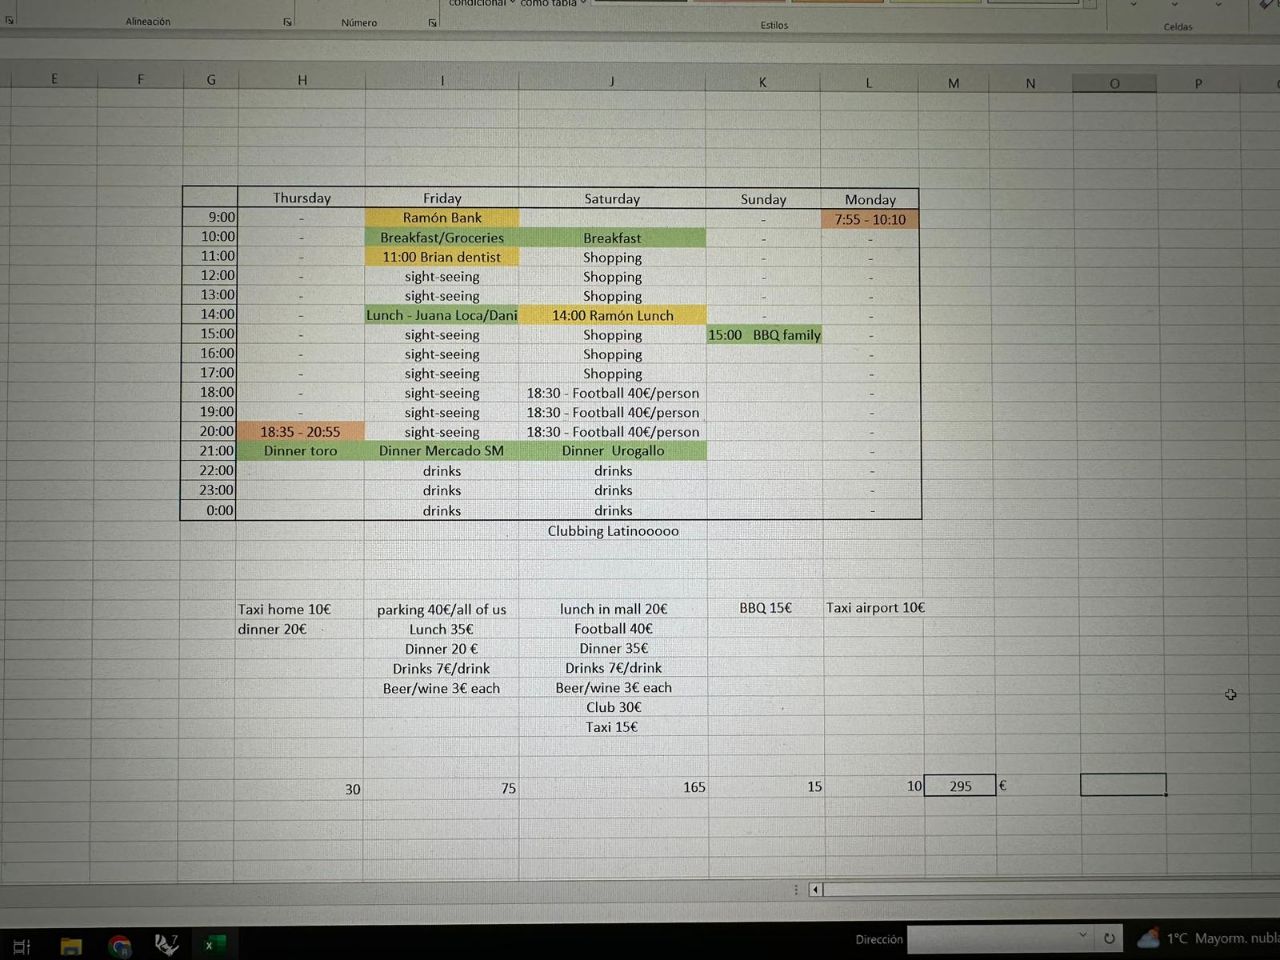 condicional como tabla
Alineación Número Estilos Celdas
E F G H I J K L M N O P
Thursday Friday Saturday Sunday Monday
9:00 - Ramón Bank - 7:55 - 10:10
10:00 - Breakfast/Groceries Breakfast - -
11:00 - 11:00 Brian dentist Shopping - -
12:00 - sight-seeing Shopping - -
13:00 - sight-seeing Shopping - -
14:00 - Lunch - Juana Loca/Dani 14:00 Ramón Lunch - -
15:00 - sight-seeing Shopping 15:00 BBQ family -
16:00 - sight-seeing Shopping -
17:00 - sight-seeing Shopping -
18:00 - sight-seeing 18:30 - Football 40€/person -
19:00 - sight-seeing 18:30 - Football 40€/person -
20:00 18:35 - 20:55 sight-seeing 18:30 - Football 40€/person -
21:00 Dinner toro Dinner Mercado SM Dinner Urogallo -
22:00 drinks drinks -
23:00 drinks drinks -
0:00 drinks drinks -
Clubbing Latinooooo
Taxi home 10€ parking 40€/all of us lunch in mall 20€ BBQ 15€ Taxi airport 10€
dinner 20€ Lunch 35€ Football 40€
Dinner 20 € Dinner 35€
Drinks 7€/drink Drinks 7€/drink
Beer/wine 3€ each Beer/wine 3€ each
Club 30€
Taxi 15€
30 75 165 15 10 295 €
Dirección 1°C Mayorm. nubla